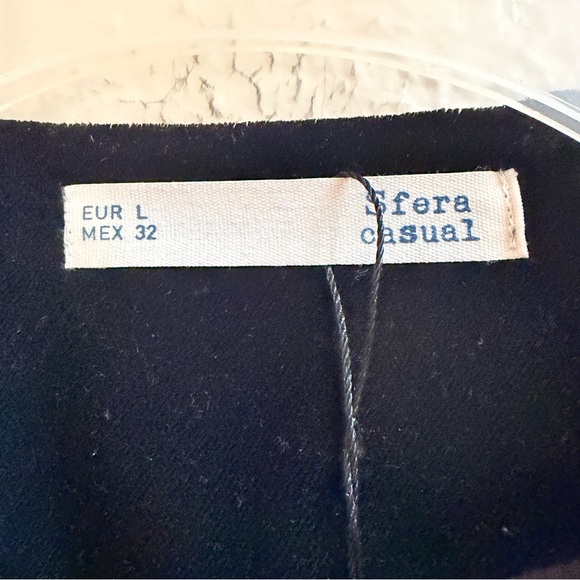 EUR L
MEX 32
Sfera
casual